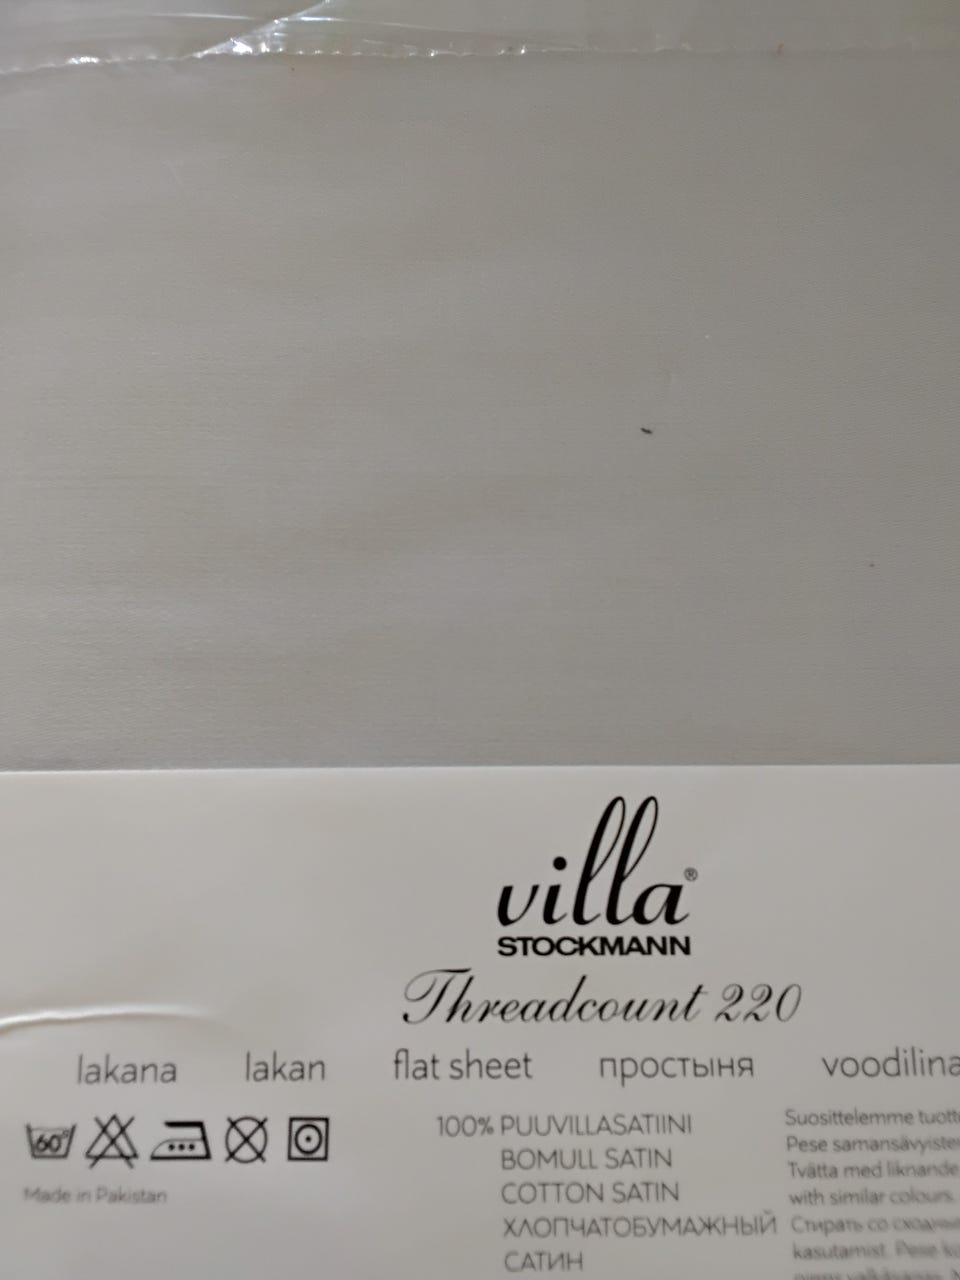 villa®
STOCKMANN
Threadcount 220
lakana lakan flat sheet простыня voodilina
60°
Made in Pakistan
100% PUUVILLASATIINI
BOMULL SATIN
COTTON SATIN
ХЛОПЧАТОБУМАЖНЫЙ
САТИН
Suosittelemme
Pese
Tvätta med liknande
with similar colours.
Стирать со
kasutamist. Pese